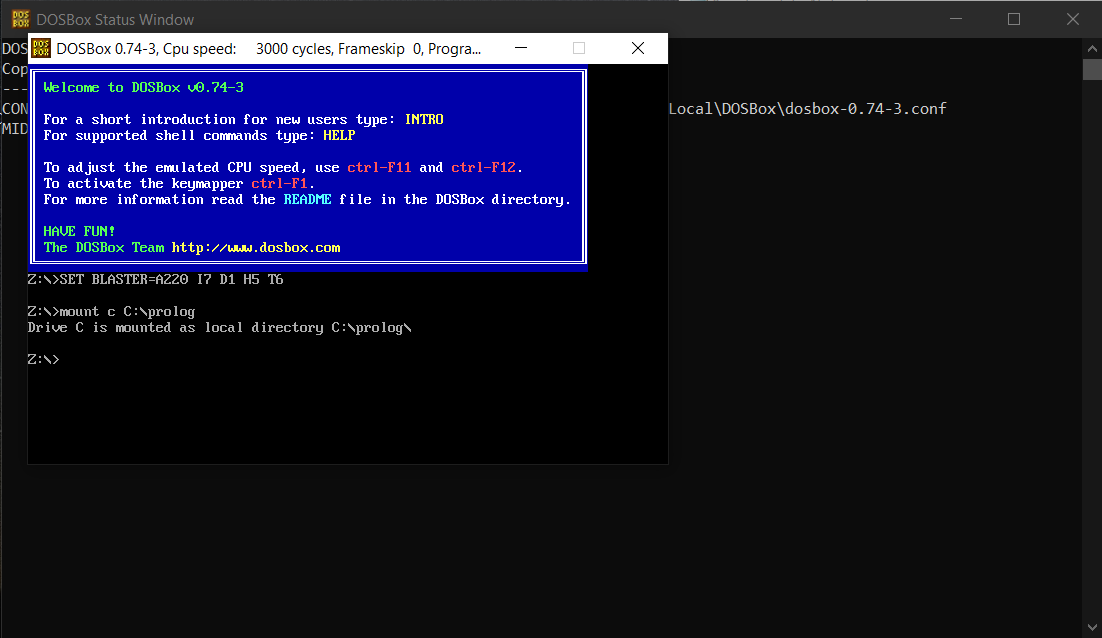 DOSBox Status Window
DOS
Cop
---
CON
Local\DOSBox\dosbox-0.74-3.conf
MID
DOSBox 0.74-3, Cpu speed: 3000 cycles, Frameskip 0, Progra...
Welcome to DOSBox v0.74-3
For a short introduction for new users type: INTRO
For supported shell commands type: HELP
To adjust the emulated CPU speed, use ctrl-F11 and ctrl-F12.
To activate the keymapper ctrl-F1.
For more information read the README file in the DOSBox directory.
HAVE FUN!
The DOSBox Team http://www.dosbox.com
Z:\>SET BLASTER=A220 I7 D1 H5 T6
Z:\>mount c C:\prolog
Drive C is mounted as local directory C:\prolog\
Z:\>